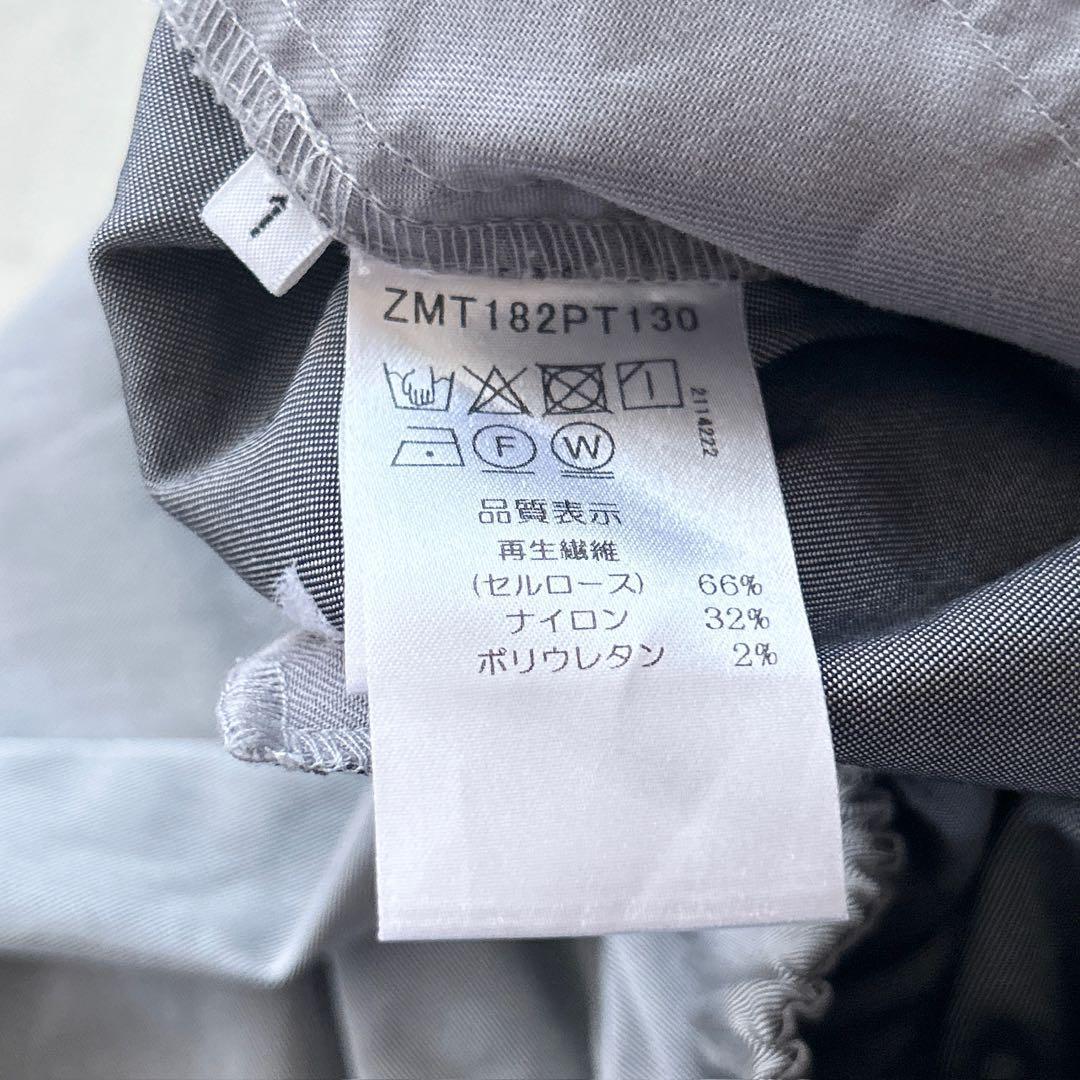 1
ZMT182PT130
2114222
F W
品質表示
再生繊維
(セルロース) 66%
ナイロン 32%
ポリウレタン 2%